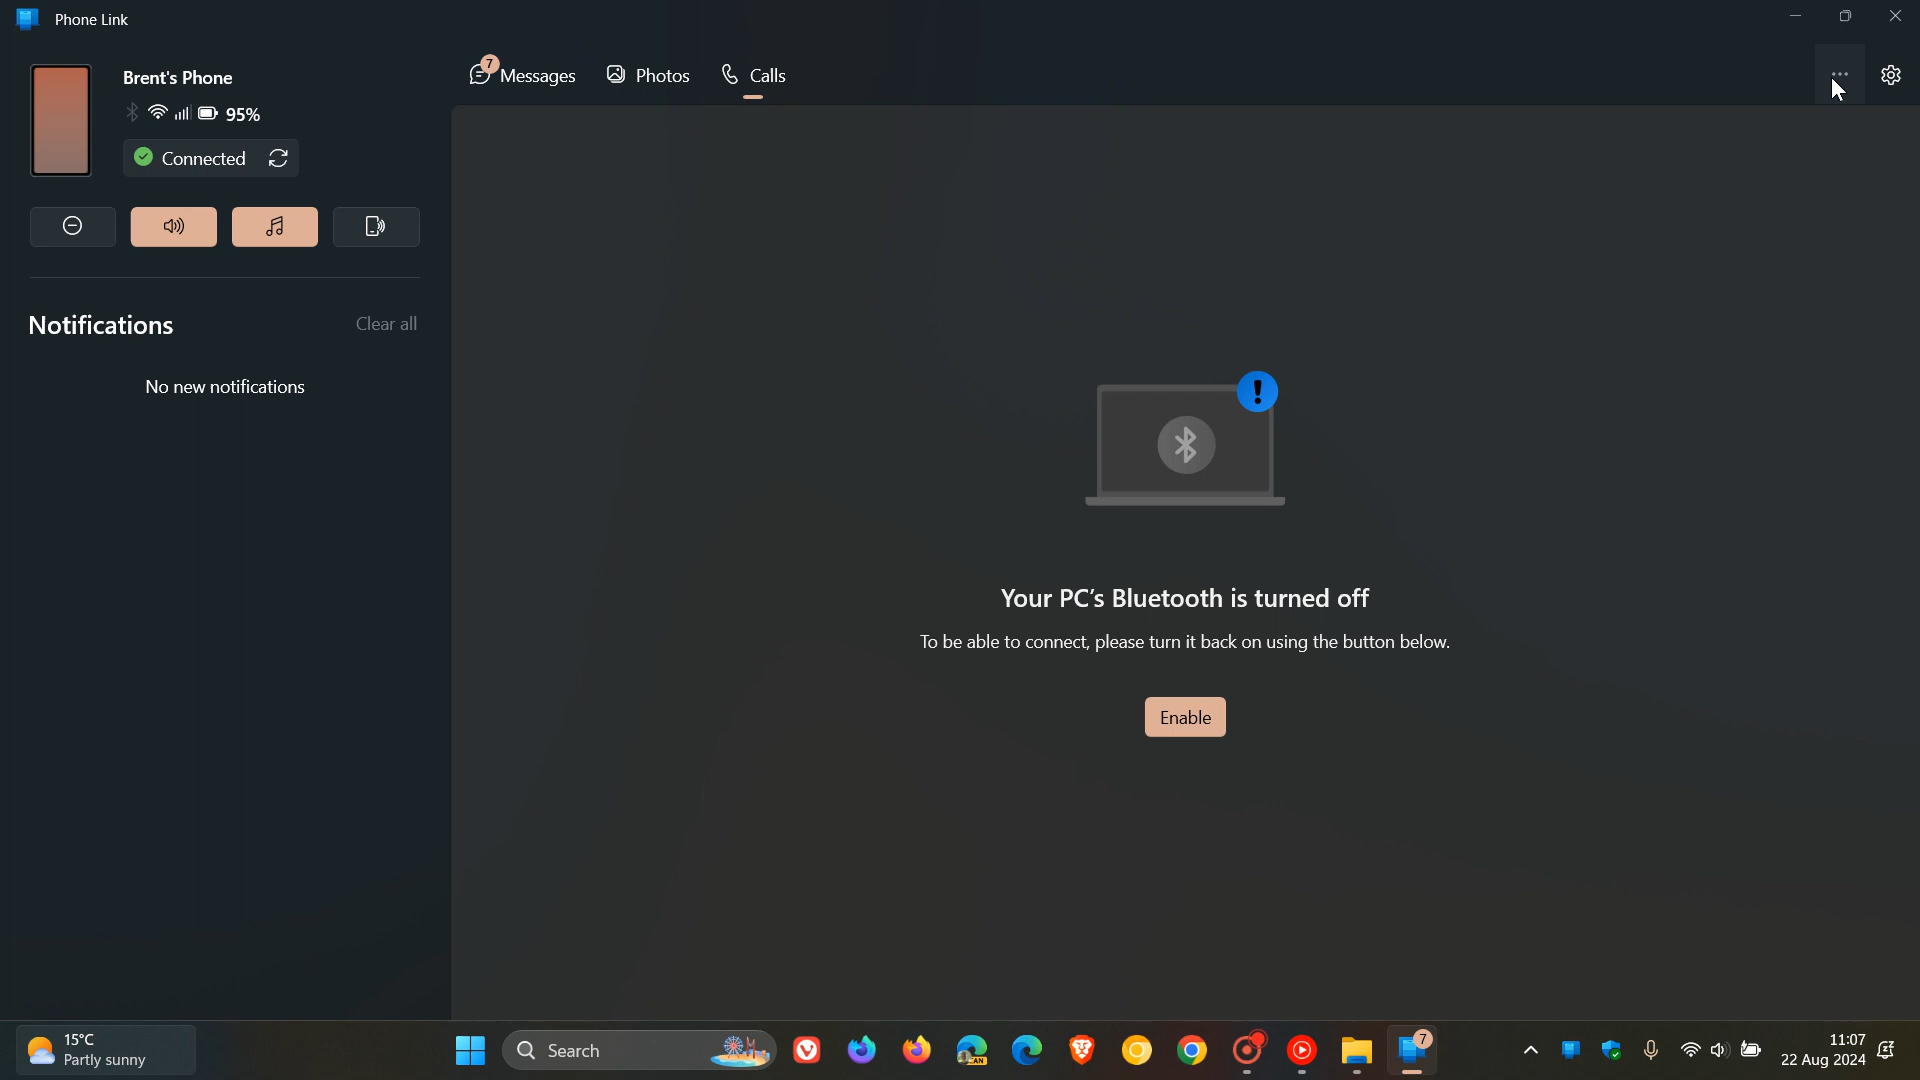 Phone Link
Brent's Phone
95%
Connected
Notifications
Clear all
No new notifications
7
Messages
Photos
Calls
!
Your PC's Bluetooth is turned off
To be able to connect, please turn it back on using the button below.
Enable
15°C
Partly sunny
Search
CAN
7
11:07
22 Aug 2024